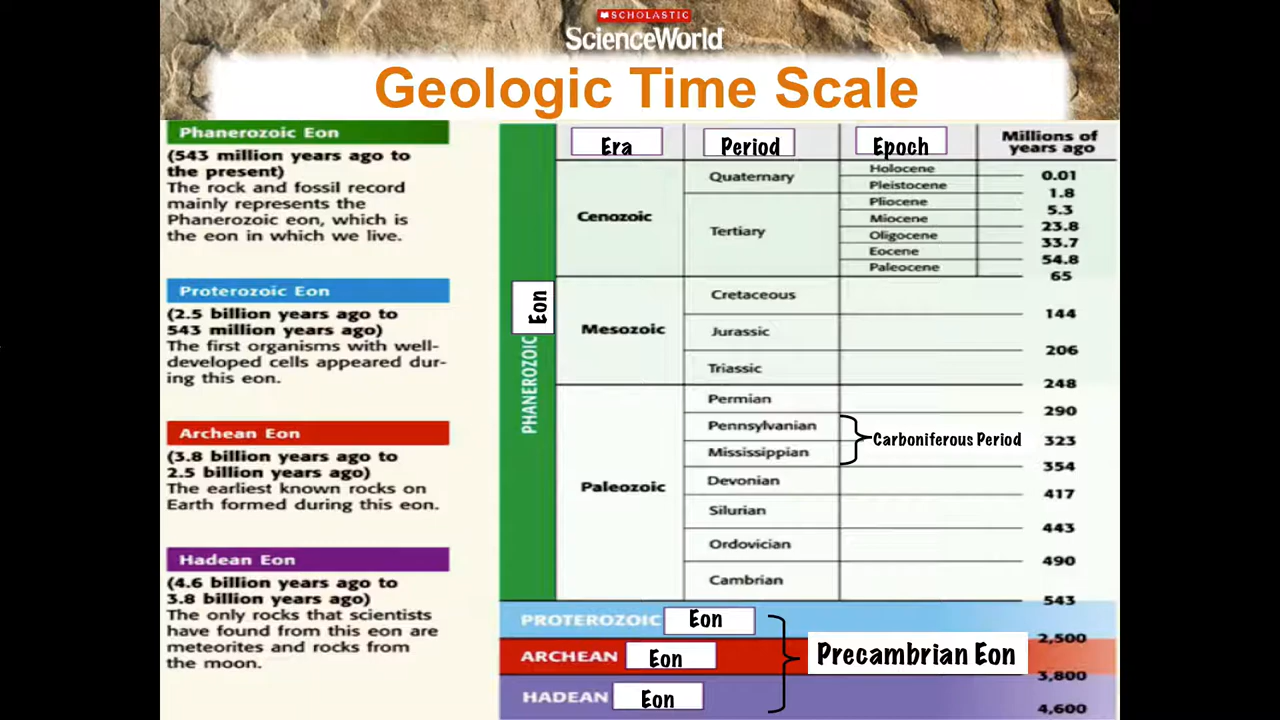 SCHOLASTIC
ScienceWorld
Geologic Time Scale
Phanerozoic Eon
(543 million years ago to
the present)
The rock and fossil record
mainly represents the
Phanerozoic eon, which is
the eon in which we live.
Proterozoic Eon
(2.5 billion years ago to
543 million years ago)
The first organisms with well-
developed cells appeared dur-
ing this eon.
Archean Eon
(3.8 billion years ago to
2.5 billion years ago)
The earliest known rocks on
Earth formed during this eon.
Hadean Eon
(4.6 billion years ago to
3.8 billion years ago)
The only rocks that scientists
have found from this eon are
meteorites and rocks from
the moon.
Era Period Epoch Millions of
years ago
PHANEROZOIC Eon
Cenozoic
Quaternary
Holocene
0.01
Pleistocene
1.8
Tertiary
Pliocene
5.3
Miocene
23.8
Oligocene
33.7
Eocene
54.8
Paleocene
65
Mesozoic
Cretaceous
144
Jurassic
206
Triassic
248
Paleozoic
Permian
290
Pennsylvanian
Carboniferous Period
323
Mississippian
354
Devonian
417
Silurian
443
Ordovician
490
Cambrian
543
PROTEROZOIC Eon
2,500
ARCHEAN Eon
Precambrian Eon
3,800
HADEAN Eon
4,600